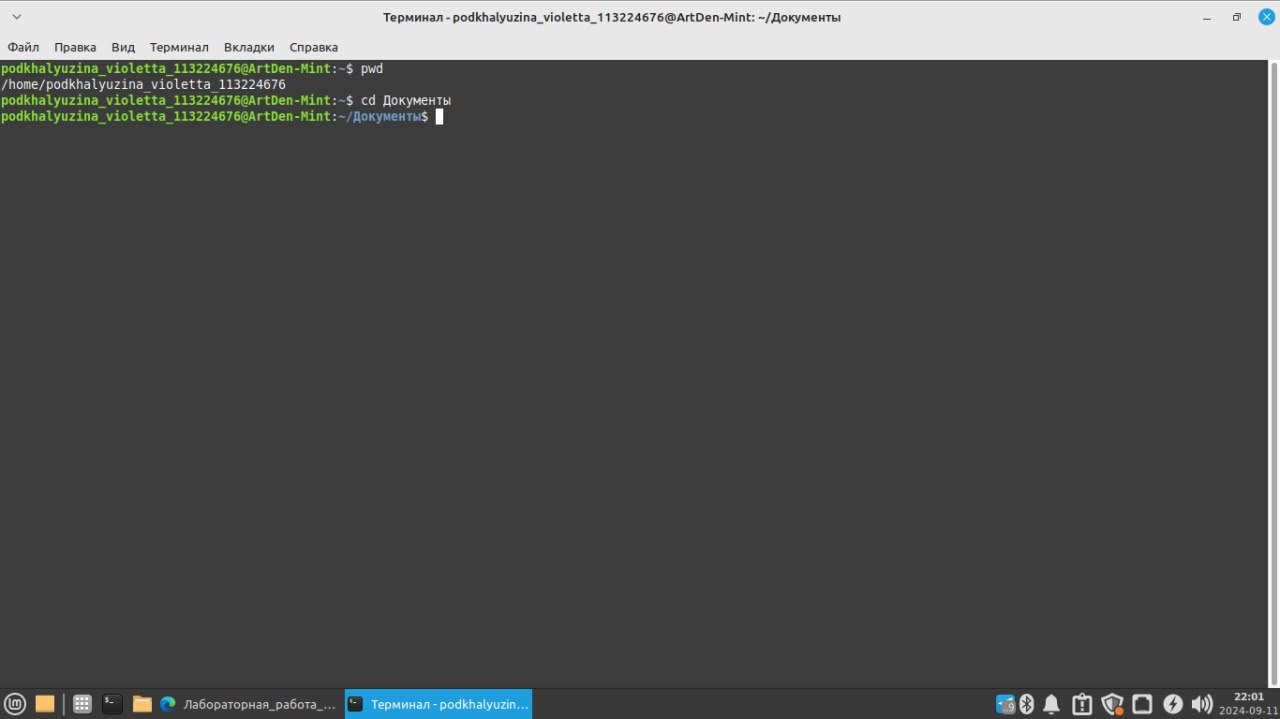 Терминал - podkhalyuzina_violetta_113224676@ArtDen-Mint: ~/Документы
Файл Правка Вид Терминал Вкладки Справка
podkhalyuzina_violetta_113224676@ArtDen-Mint:~$ pwd
/home/podkhalyuzina_violetta_113224676
podkhalyuzina_violetta_113224676@ArtDen-Mint:~$ cd Документы
podkhalyuzina_violetta_113224676@ArtDen-Mint:~/Документы$
Лабораторная_работа_... Терминал - podkhalyuzin... 22:01
2024-09-11